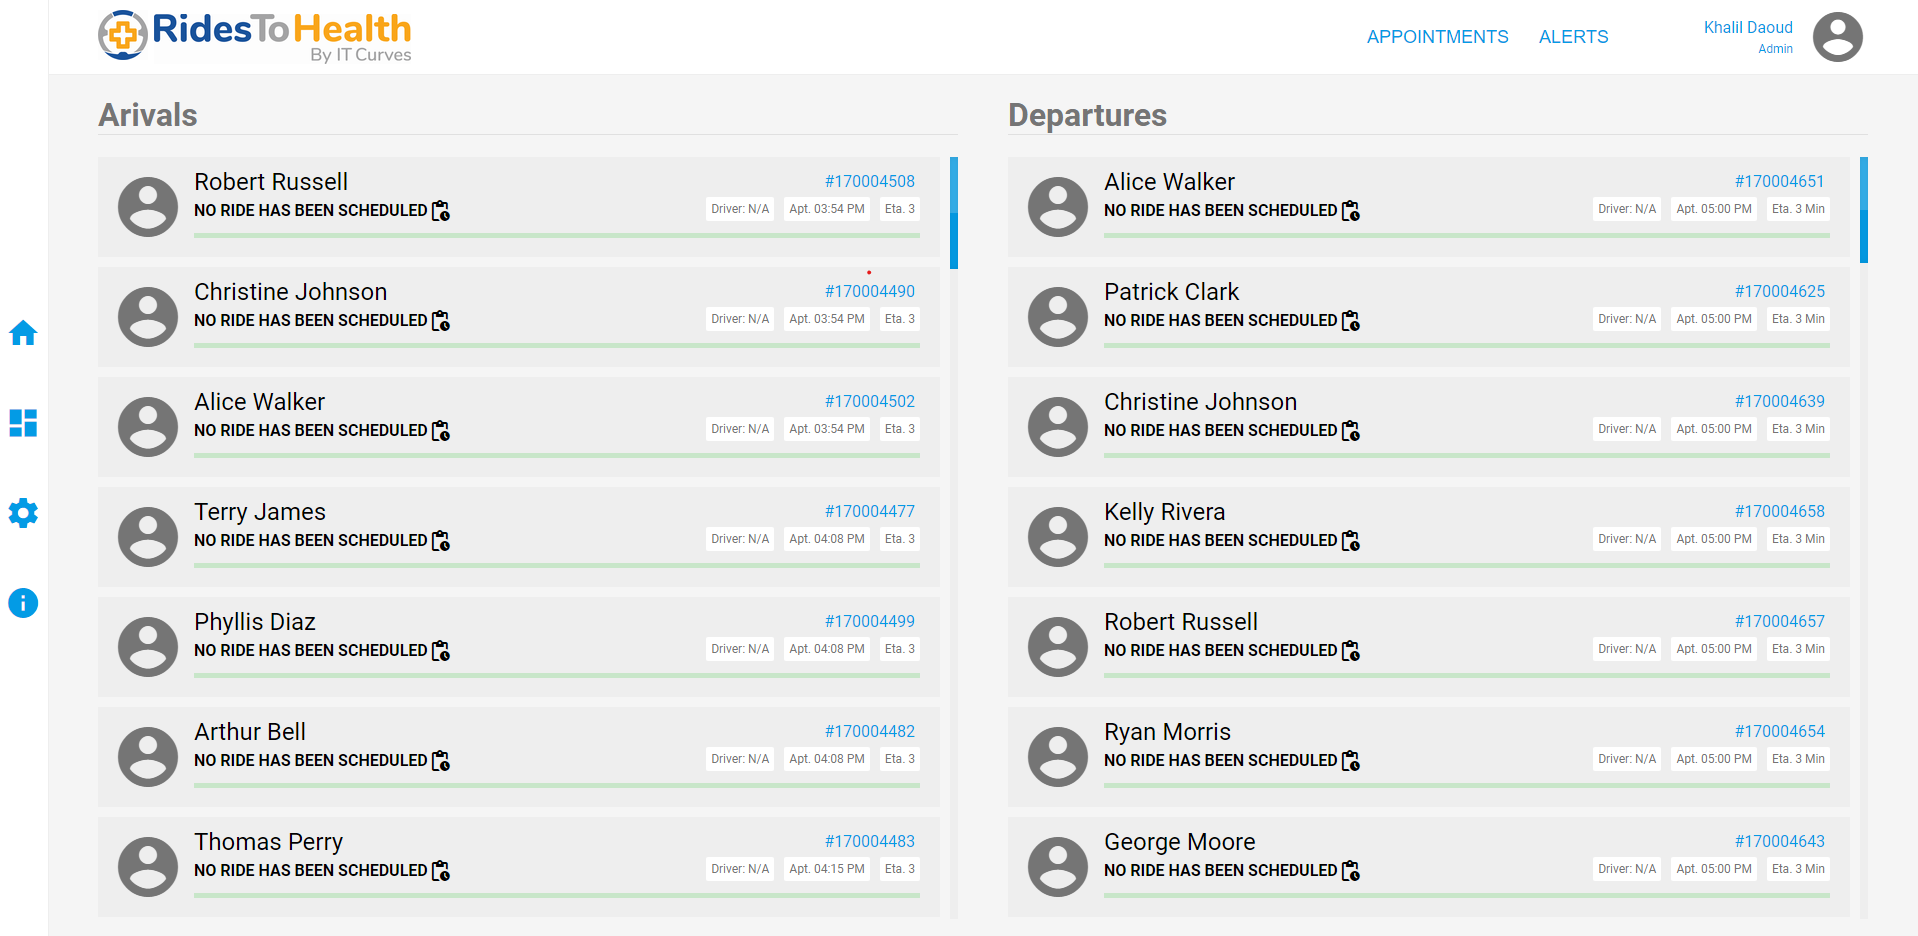 RidesToHealth
By IT Curves
APPOINTMENTS
ALERTS
Khalil Daoud
Admin
Arivals
Robert Russell
#170004508
NO RIDE HAS BEEN SCHEDULED
Driver: N/A
Apt. 03:54 PM
Eta. 3
Christine Johnson
#170004490
NO RIDE HAS BEEN SCHEDULED
Driver: N/A
Apt. 03:54 PM
Eta. 3
Alice Walker
#170004502
NO RIDE HAS BEEN SCHEDULED
Driver: N/A
Apt. 03:54 PM
Eta. 3
Terry James
#170004477
NO RIDE HAS BEEN SCHEDULED
Driver: N/A
Apt. 04:08 PM
Eta. 3
Phyllis Diaz
#170004499
NO RIDE HAS BEEN SCHEDULED
Driver: N/A
Apt. 04:08 PM
Eta. 3
Arthur Bell
#170004482
NO RIDE HAS BEEN SCHEDULED
Driver: N/A
Apt. 04:08 PM
Eta. 3
Thomas Perry
#170004483
NO RIDE HAS BEEN SCHEDULED
Driver: N/A
Apt. 04:15 PM
Eta. 3
Departures
Alice Walker
#170004651
NO RIDE HAS BEEN SCHEDULED
Driver: N/A
Apt. 05:00 PM
Eta. 3 Min
Patrick Clark
#170004625
NO RIDE HAS BEEN SCHEDULED
Driver: N/A
Apt. 05:00 PM
Eta. 3 Min
Christine Johnson
#170004639
NO RIDE HAS BEEN SCHEDULED
Driver: N/A
Apt. 05:00 PM
Eta. 3 Min
Kelly Rivera
#170004658
NO RIDE HAS BEEN SCHEDULED
Driver: N/A
Apt. 05:00 PM
Eta. 3 Min
Robert Russell
#170004657
NO RIDE HAS BEEN SCHEDULED
Driver: N/A
Apt. 05:00 PM
Eta. 3 Min
Ryan Morris
#170004654
NO RIDE HAS BEEN SCHEDULED
Driver: N/A
Apt. 05:00 PM
Eta. 3 Min
George Moore
#170004643
NO RIDE HAS BEEN SCHEDULED
Driver: N/A
Apt. 05:00 PM
Eta. 3 Min